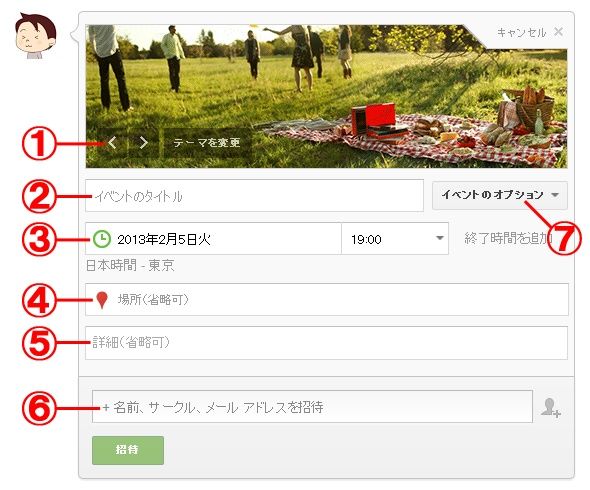 キャンセル ×
① < > テーマを変更
② イベントのタイトル イベントのオプション
⑦
③ 2013年2月5日火 19:00 終了時間を追加
日本時間 - 東京
④ 場所(省略可)
⑤ 詳細(省略可)
⑥ + 名前、サークル、メール アドレスを招待
招待